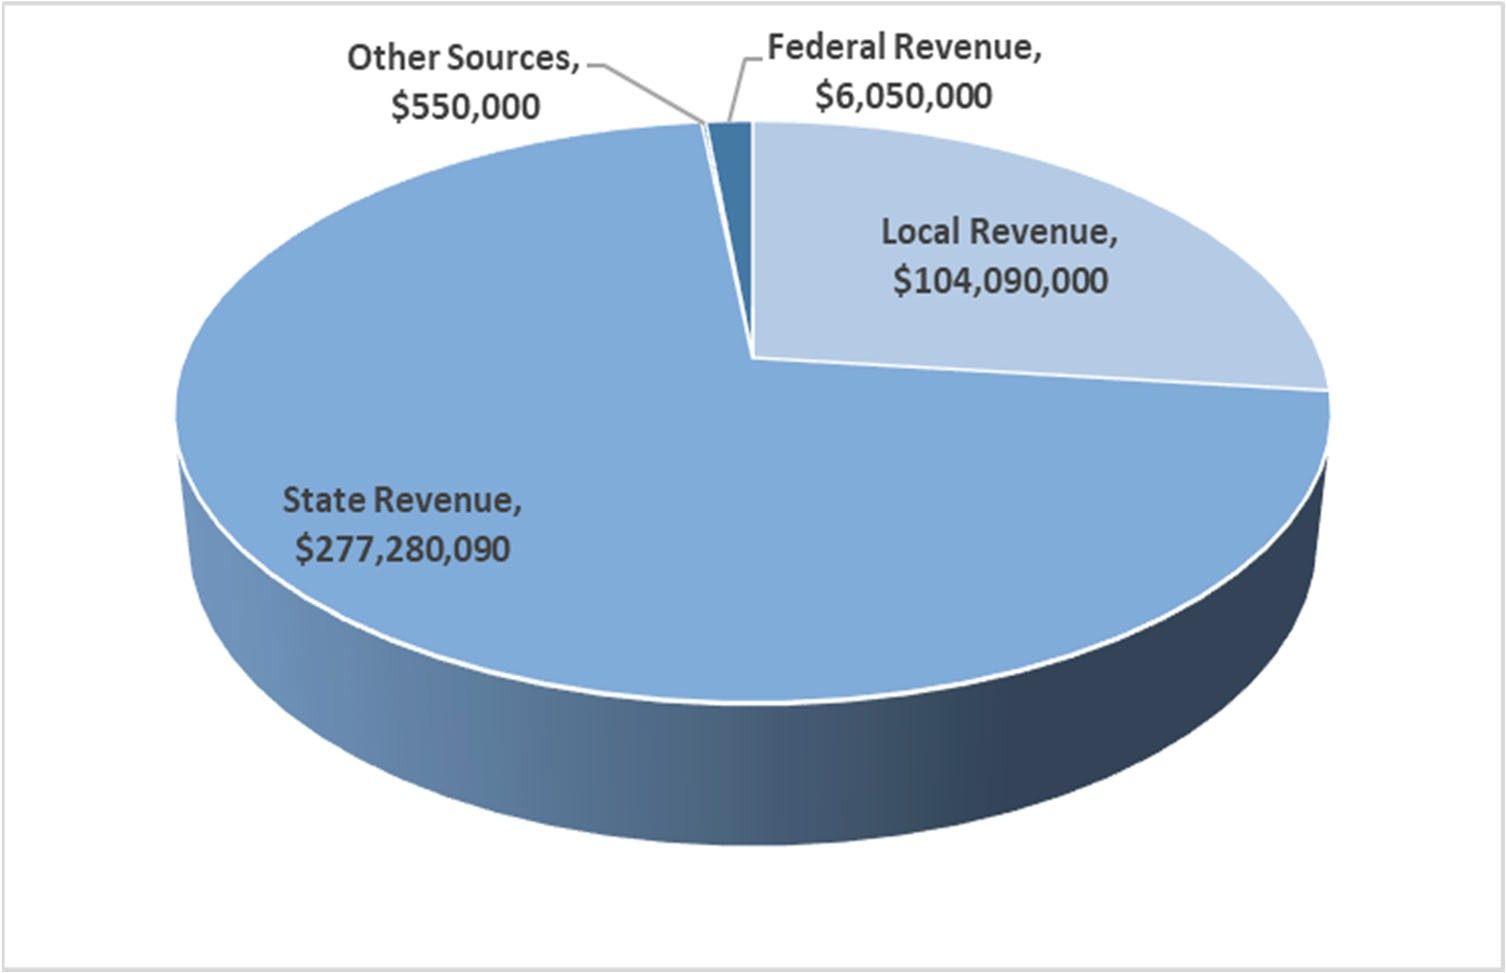 Other Sources,
$550,000
Federal Revenue,
$6,050,000
Local Revenue,
$104,090,000
State Revenue,
$277,280,090